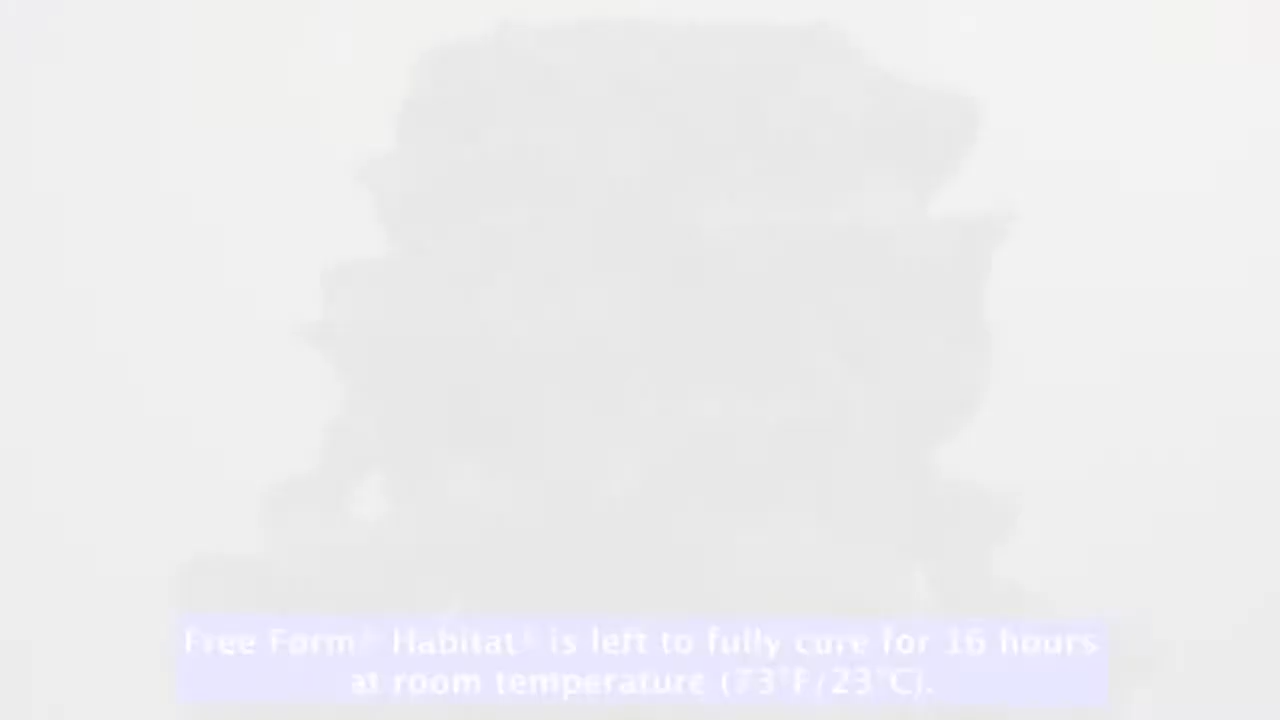 Free Form® Habitat® is left to fully cure for 16 hours
at room temperature (73°F/23°C).